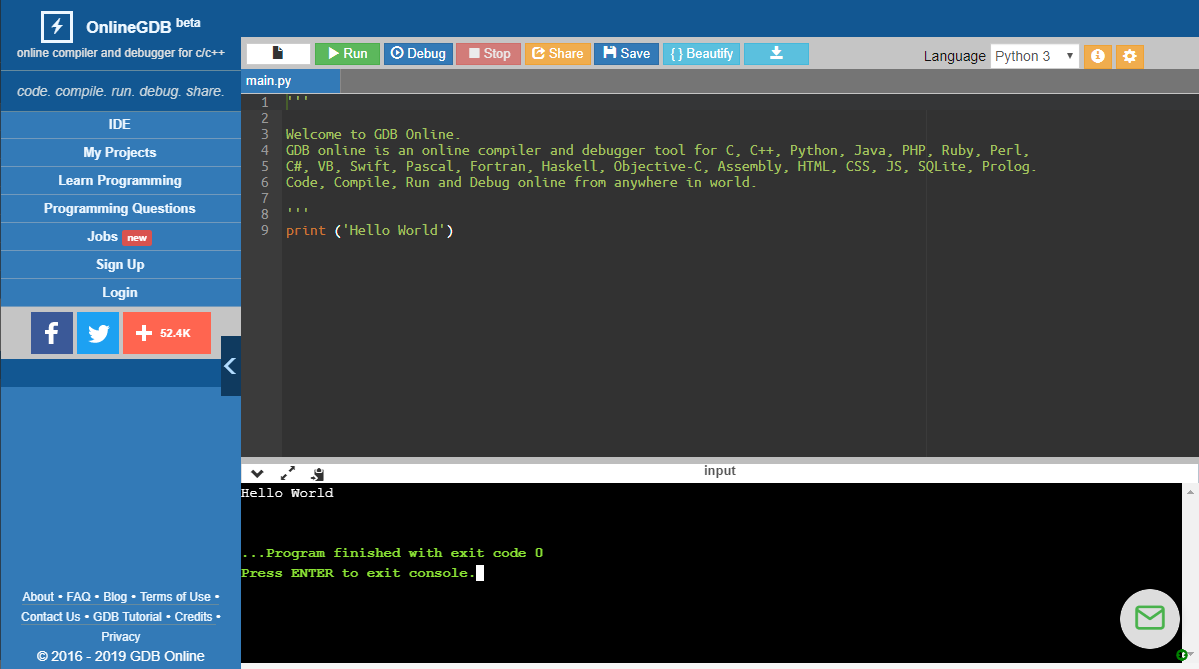 OnlineGDB beta
online compiler and debugger for c/c++
code. compile. run. debug. share.
IDE
My Projects
Learn Programming
Programming Questions
Jobs new
Sign Up
Login
52.4K
About • FAQ • Blog • Terms of Use •
Contact Us • GDB Tutorial • Credits •
Privacy
© 2016 - 2019 GDB Online
Run Debug Stop Share Save { } Beautify
Language Python 3
main.py
1 '''
2
3 Welcome to GDB Online.
4 GDB online is an online compiler and debugger tool for C, C++, Python, Java, PHP, Ruby, Perl,
5 C#, VB, Swift, Pascal, Fortran, Haskell, Objective-C, Assembly, HTML, CSS, JS, SQLite, Prolog.
6 Code, Compile, Run and Debug online from anywhere in world.
7
8 '''
9 print ('Hello World')
input
Hello World
...Program finished with exit code 0
Press ENTER to exit console.